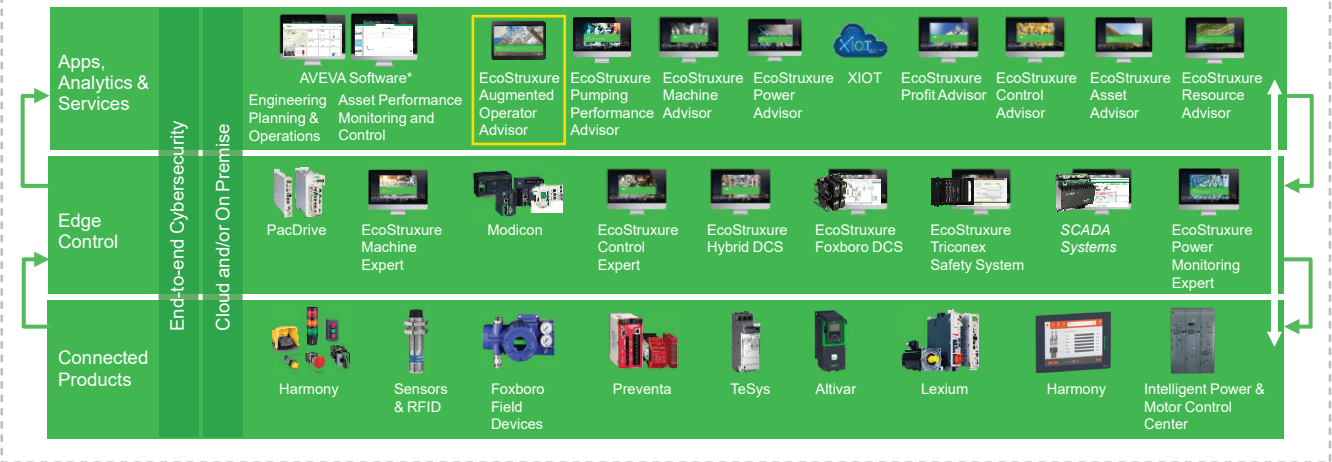 Apps,
Analytics &
Services
AVEVA Software*
Engineering
Planning &
Operations
Asset Performance
Monitoring and
Control
EcoStruxure
Augmented
Operator
Advisor
EcoStruxure
Pumping
Performance
Advisor
EcoStruxure
Machine
Advisor
EcoStruxure
Power
Advisor
XIOT
XIOT
EcoStruxure
Profit Advisor
EcoStruxure
Control
Advisor
EcoStruxure
Asset
Advisor
EcoStruxure
Resource
Advisor
End-to-end Cybersecurity
Cloud and/or On Premise
Edge
Control
PacDrive
EcoStruxure
Machine
Expert
Modicon
EcoStruxure
Control
Expert
EcoStruxure
Hybrid DCS
EcoStruxure
Foxboro DCS
EcoStruxure
Triconex
Safety System
SCADA
Systems
EcoStruxure
Power
Monitoring
Expert
Connected
Products
Harmony
Sensors
& RFID
Foxboro
Field
Devices
Preventa
TeSys
Altivar
Lexium
Harmony
Intelligent Power &
Motor Control
Center